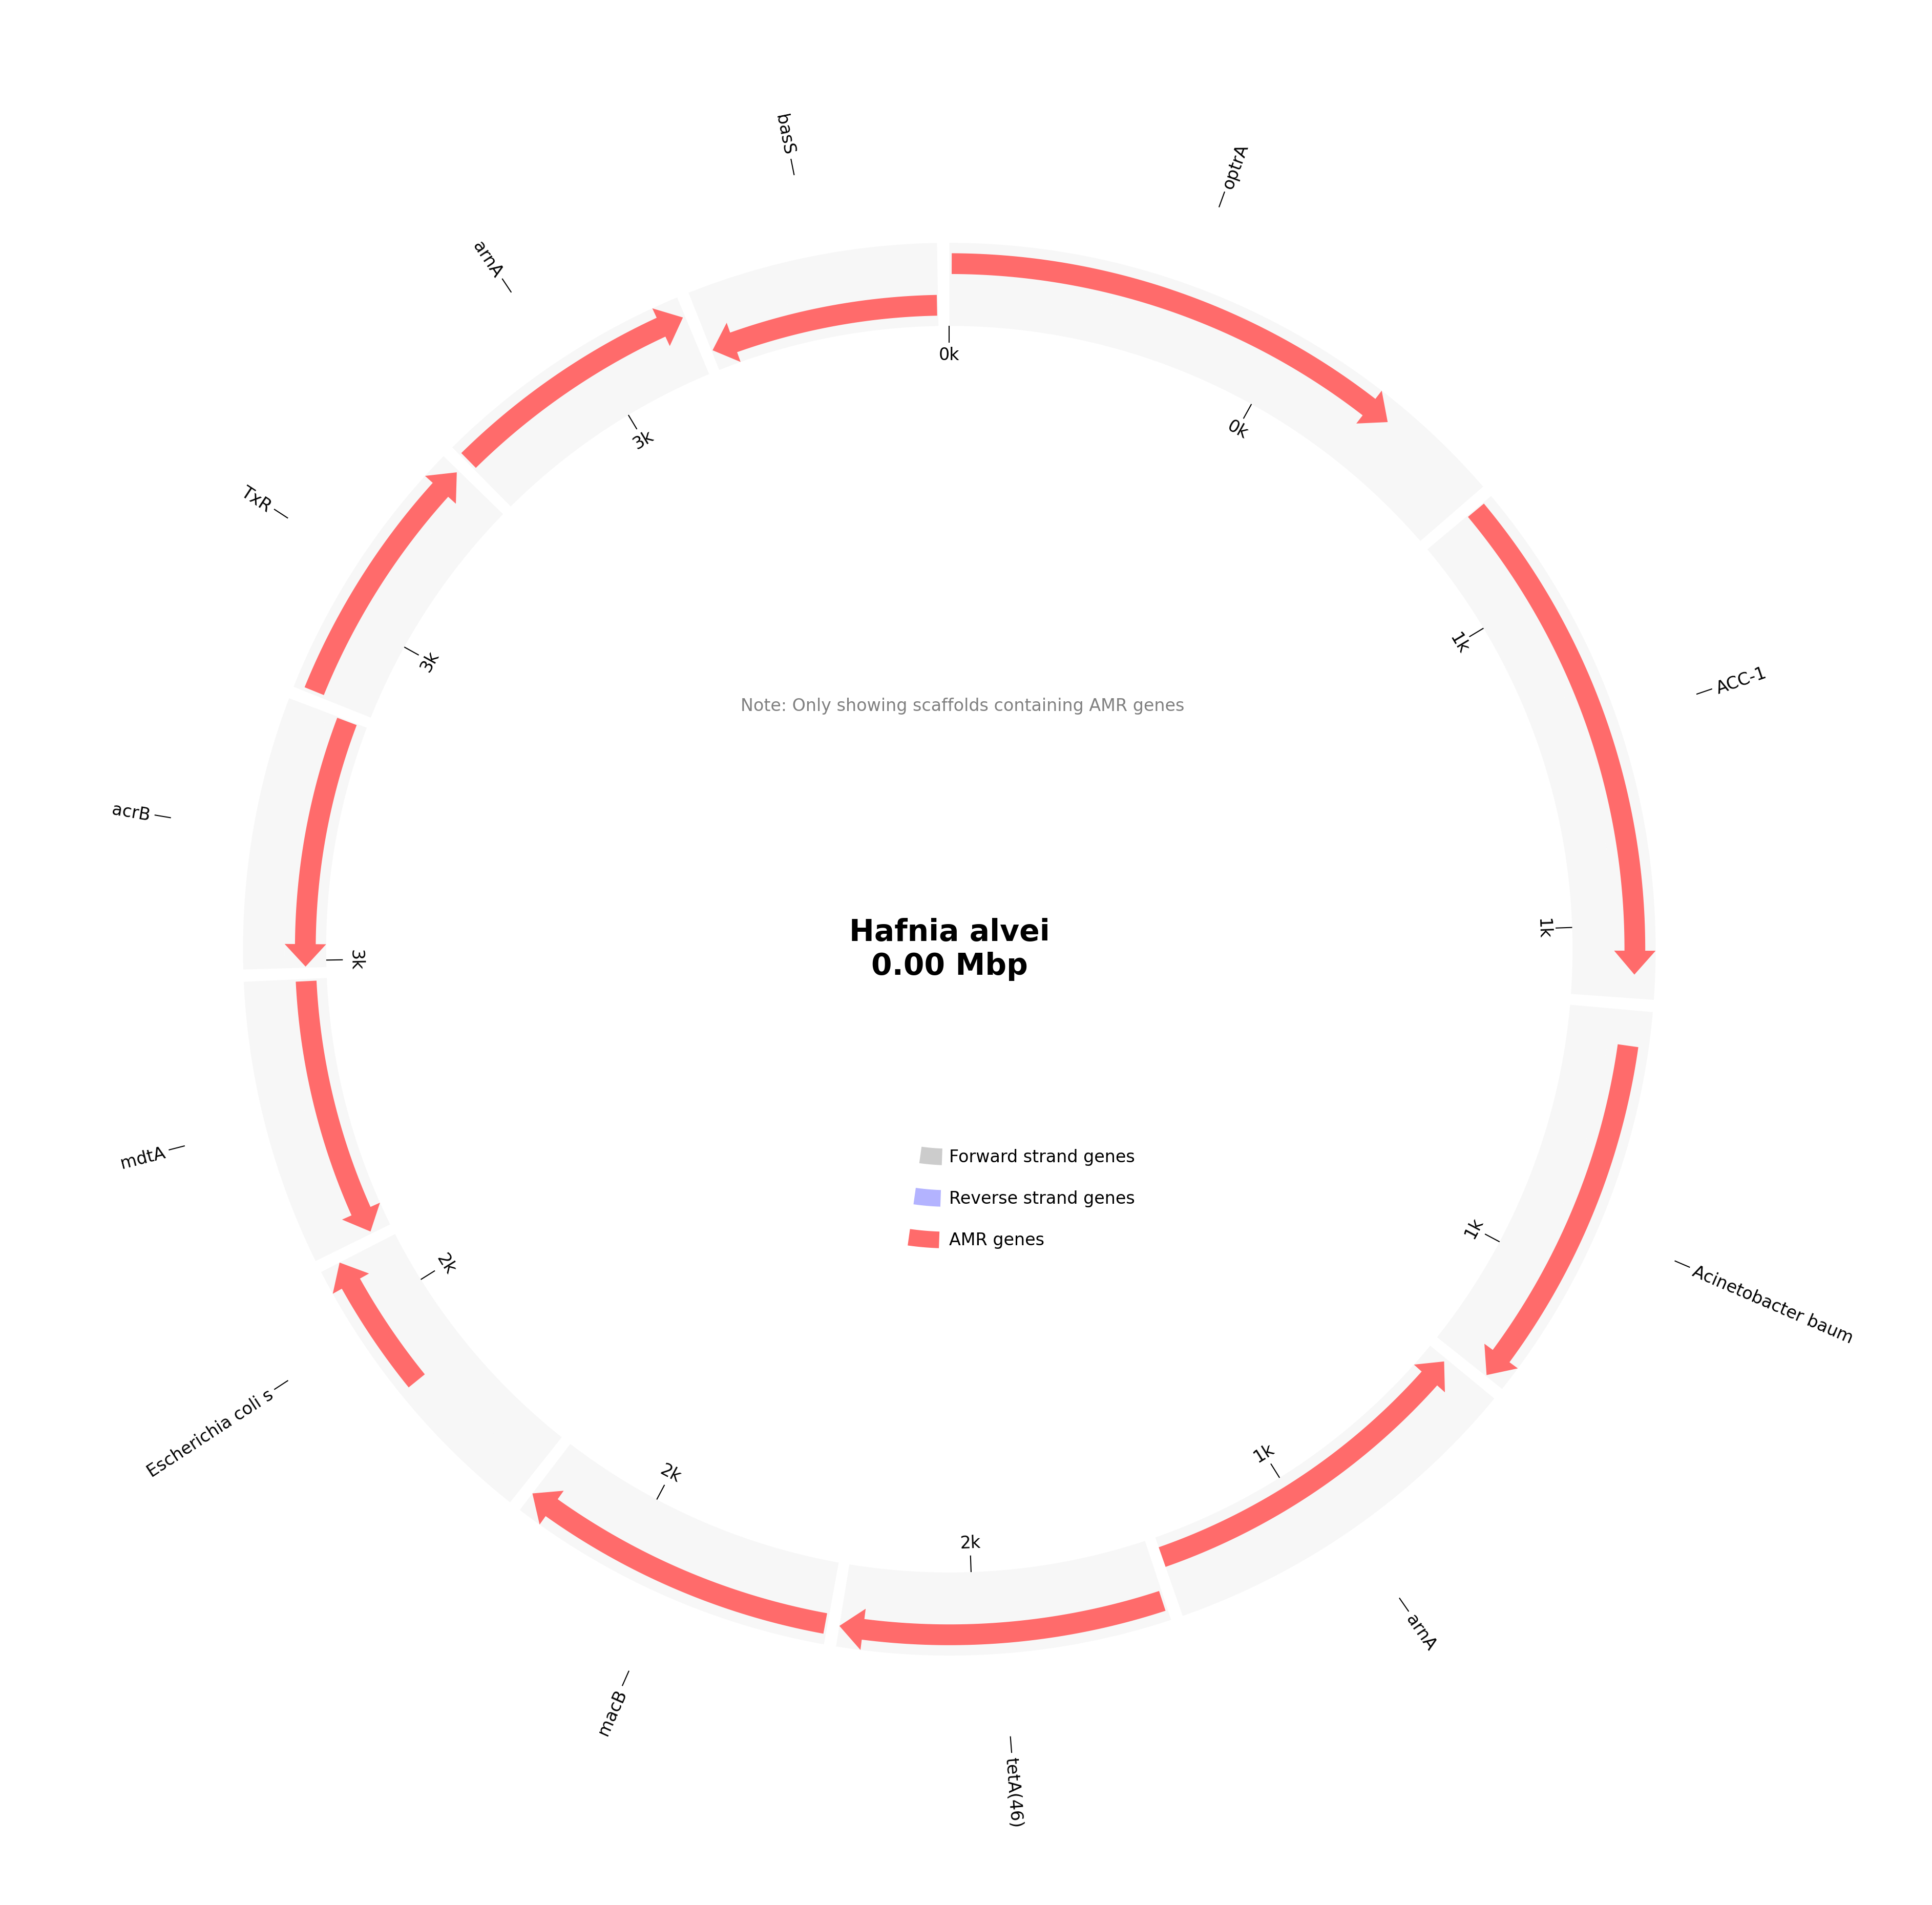 basS
optrA
arnA
0k
0k
3k
TxR
1k
3k
ACC-1
Note: Only showing scaffolds containing AMR genes
acrB
Hafnia alvei
0.00 Mbp
1k
3k
mdtA
Forward strand genes
Reverse strand genes
AMR genes
1k
2k
Acinetobacter baum
Escherichia coli s
1k
2k
2k
arnA
macB
tetA(46)